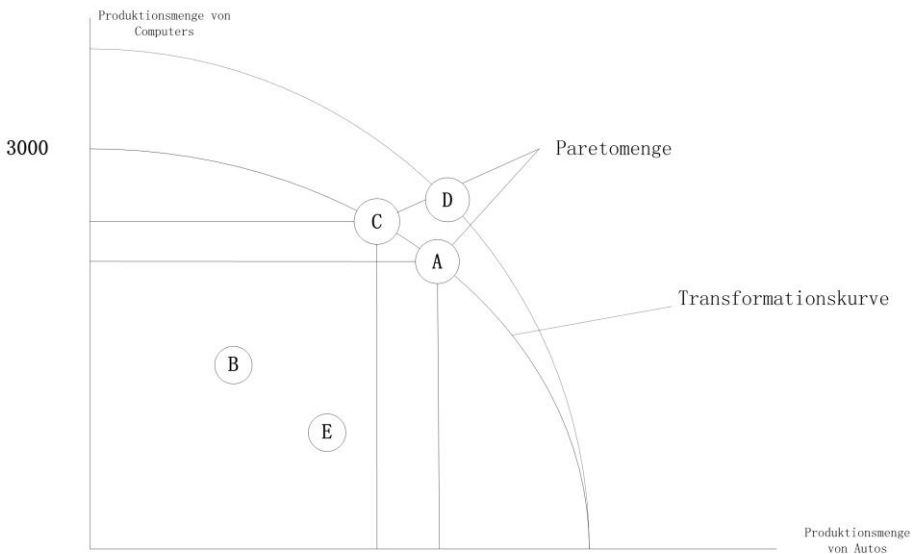 Produktionsmenge von
Computers
3000
Paretomenge
D
C
A
Transformationskurve
B
E
Produktionsmenge
von Autos